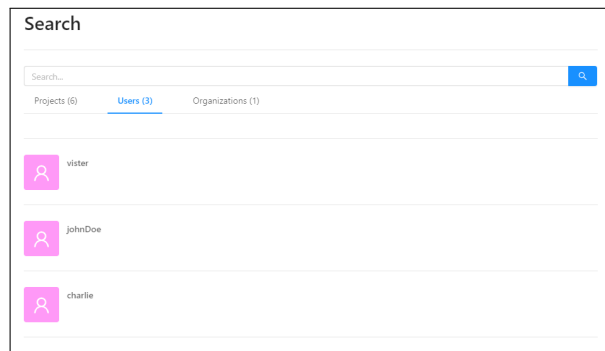 Search
Search...
Projects (6) Users (3) Organizations (1)
vister
johnDoe
charlie